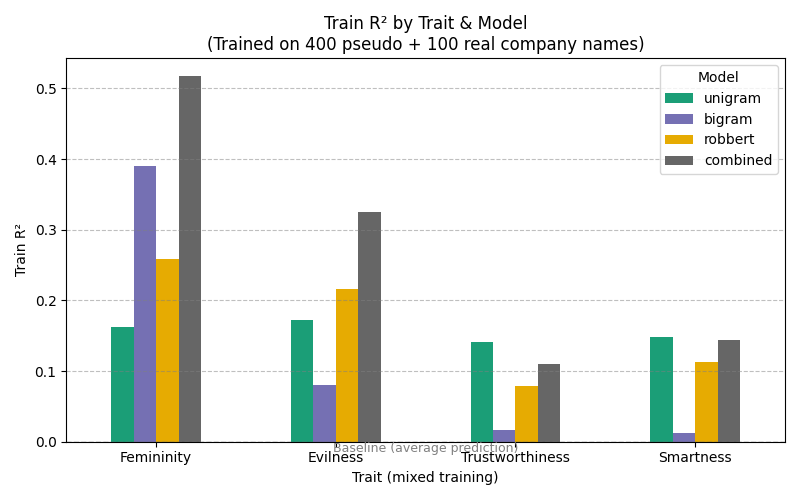 Train R² by Trait & Model
(Trained on 400 pseudo + 100 real company names)
Train R²
0.5
0.4
0.3
0.2
0.1
0.0
Model
unigram
bigram
robbert
combined
Baseline (average prediction)
Femininity Evilness Trustworthiness Smartness
Trait (mixed training)